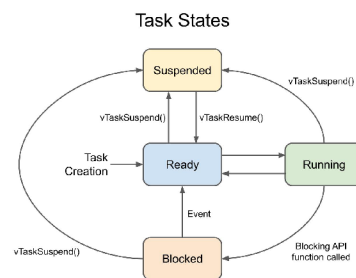 Task States
Suspended
vTaskSuspend()
vTaskSuspend()
vTaskResume()
Task
Creation
Ready
Running
Event
vTaskSuspend()
Blocked
Blocking API
function called